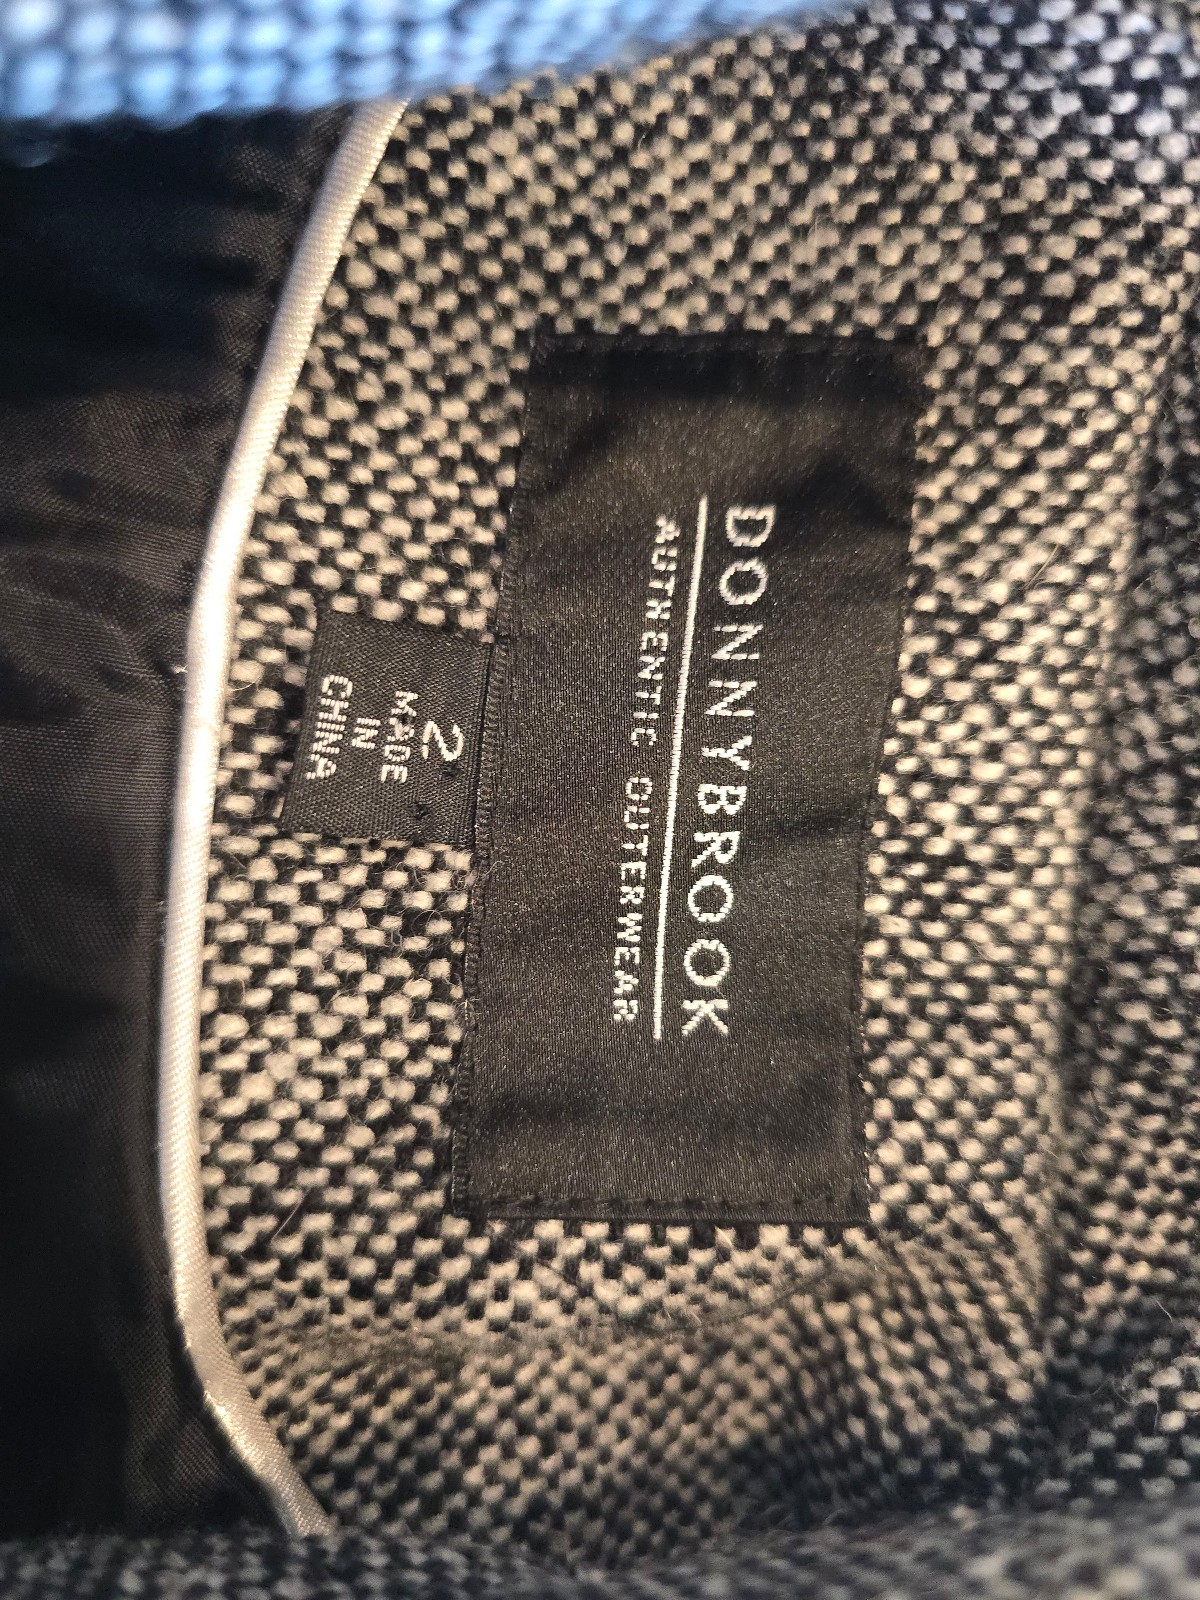 DONNYBROOK
AUTHENTIC OUTERWEAR
2
MADE
IN
CHINA